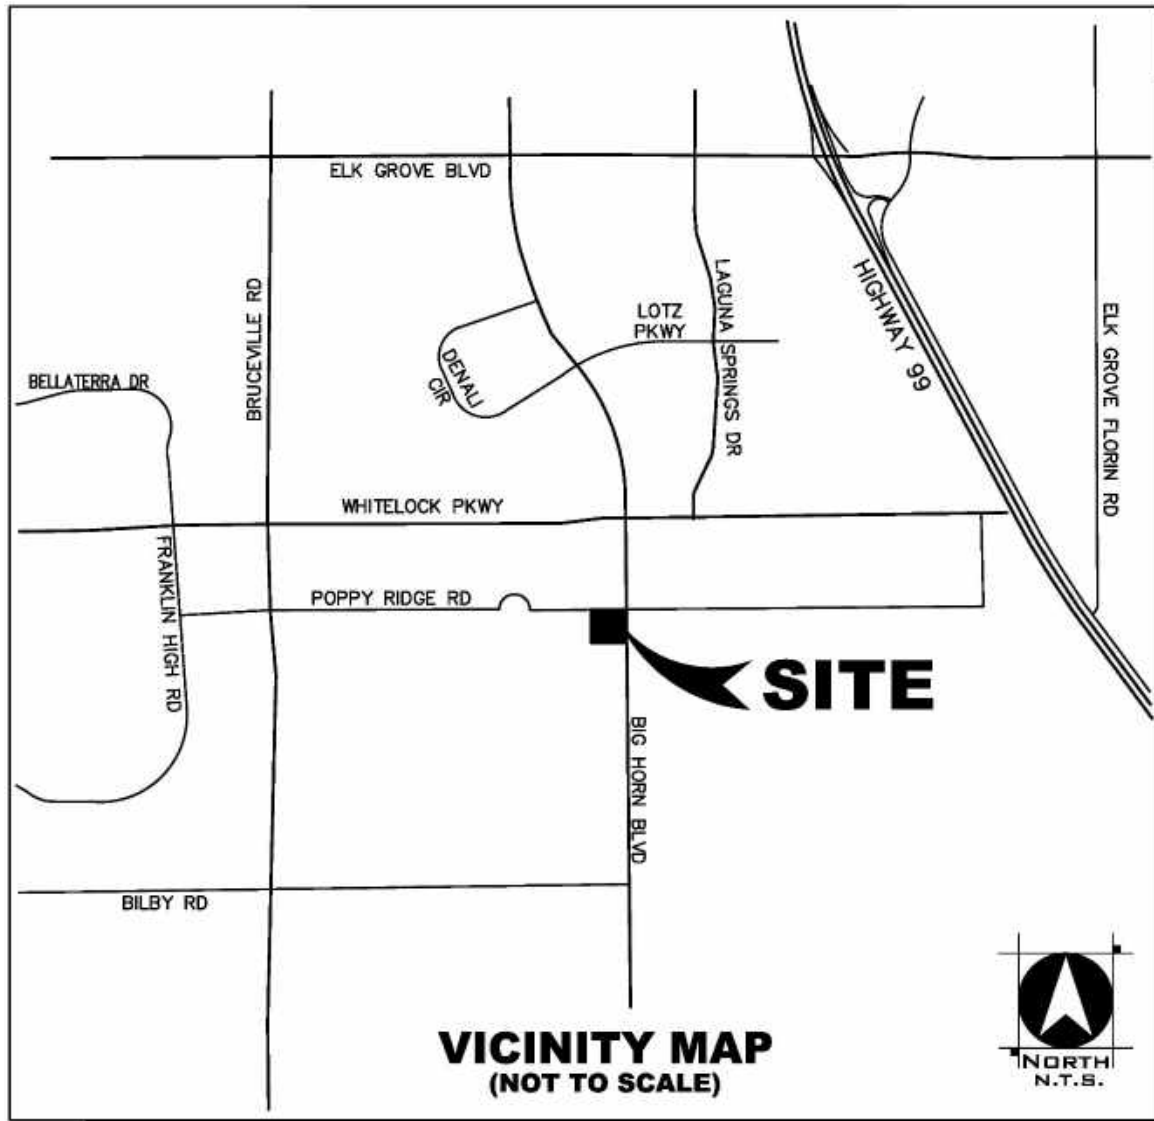 ELK GROVE BLVD
BRUCEVILLE RD
LAGUNA SPRINGS DR
HIGHWAY 99
ELK GROVE FLORIN RD
LOTZ
PKWY
DENALI
CIR
BELLATERRA DR
WHITELOCK PKWY
FRANKLIN HIGH RD
POPPY RIDGE RD
SITE
BIG HORN BLVD
BILBY RD
VICINITY MAP
(NOT TO SCALE)
NORTH
N.T.S.